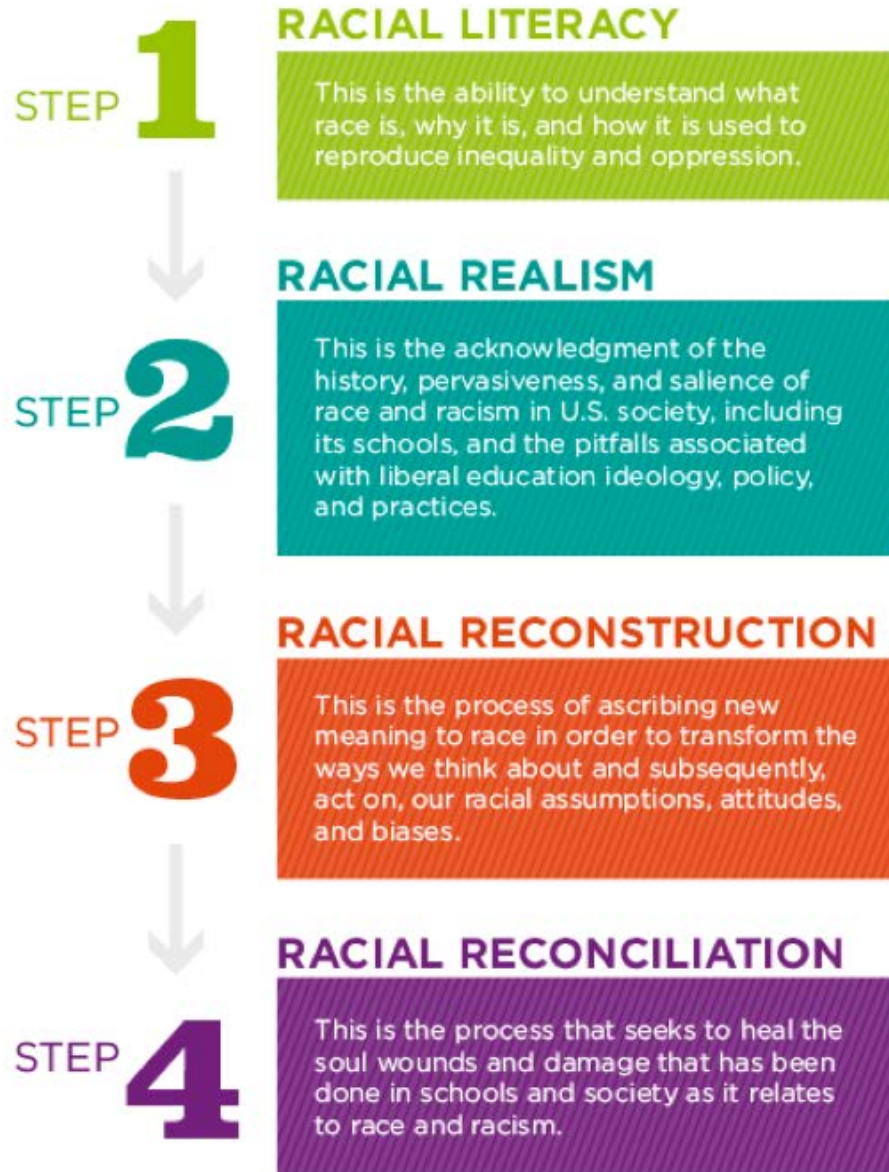 STEP 1
RACIAL LITERACY
This is the ability to understand what
race is, why it is, and how it is used to
reproduce inequality and oppression.
STEP 2
RACIAL REALISM
This is the acknowledgment of the
history, pervasiveness, and salience of
race and racism in U.S. society, including
its schools, and the pitfalls associated
with liberal education ideology, policy,
and practices.
STEP 3
RACIAL RECONSTRUCTION
This is the process of ascribing new
meaning to race in order to transform the
ways we think about and subsequently,
act on, our racial assumptions, attitudes,
and biases.
STEP 4
RACIAL RECONCILIATION
This is the process that seeks to heal the
soul wounds and damage that has been
done in schools and society as it relates
to race and racism.